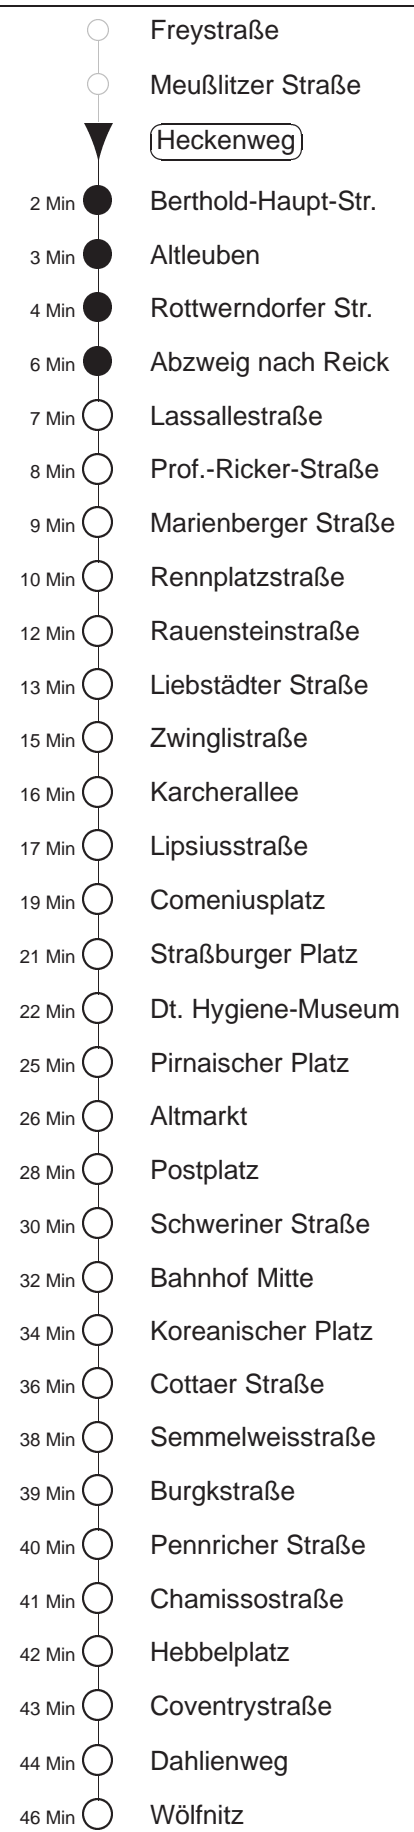 Freystraße
Meußlitzer Straße
Heckenweg
2 Min Berthold-Haupt-Str.
3 Min Altleuben
4 Min Rottwerndorfer Str.
6 Min Abzweig nach Reick
7 Min Lassallestraße
8 Min Prof.-Ricker-Straße
9 Min Marienberger Straße
10 Min Rennplatzstraße
12 Min Rauensteinstraße
13 Min Liebstädter Straße
15 Min Zwinglistraße
16 Min Karcherallee
17 Min Lipsiusstraße
19 Min Comeniusplatz
21 Min Straßburger Platz
22 Min Dt. Hygiene-Museum
25 Min Pirnaischer Platz
26 Min Altmarkt
28 Min Postplatz
30 Min Schweriner Straße
32 Min Bahnhof Mitte
34 Min Koreanischer Platz
36 Min Cottaer Straße
38 Min Semmelweisstraße
39 Min Burgkstraße
40 Min Pennricher Straße
41 Min Chamissostraße
42 Min Hebbelplatz
43 Min Coventrystraße
44 Min Dahlienweg
46 Min Wölfnitz